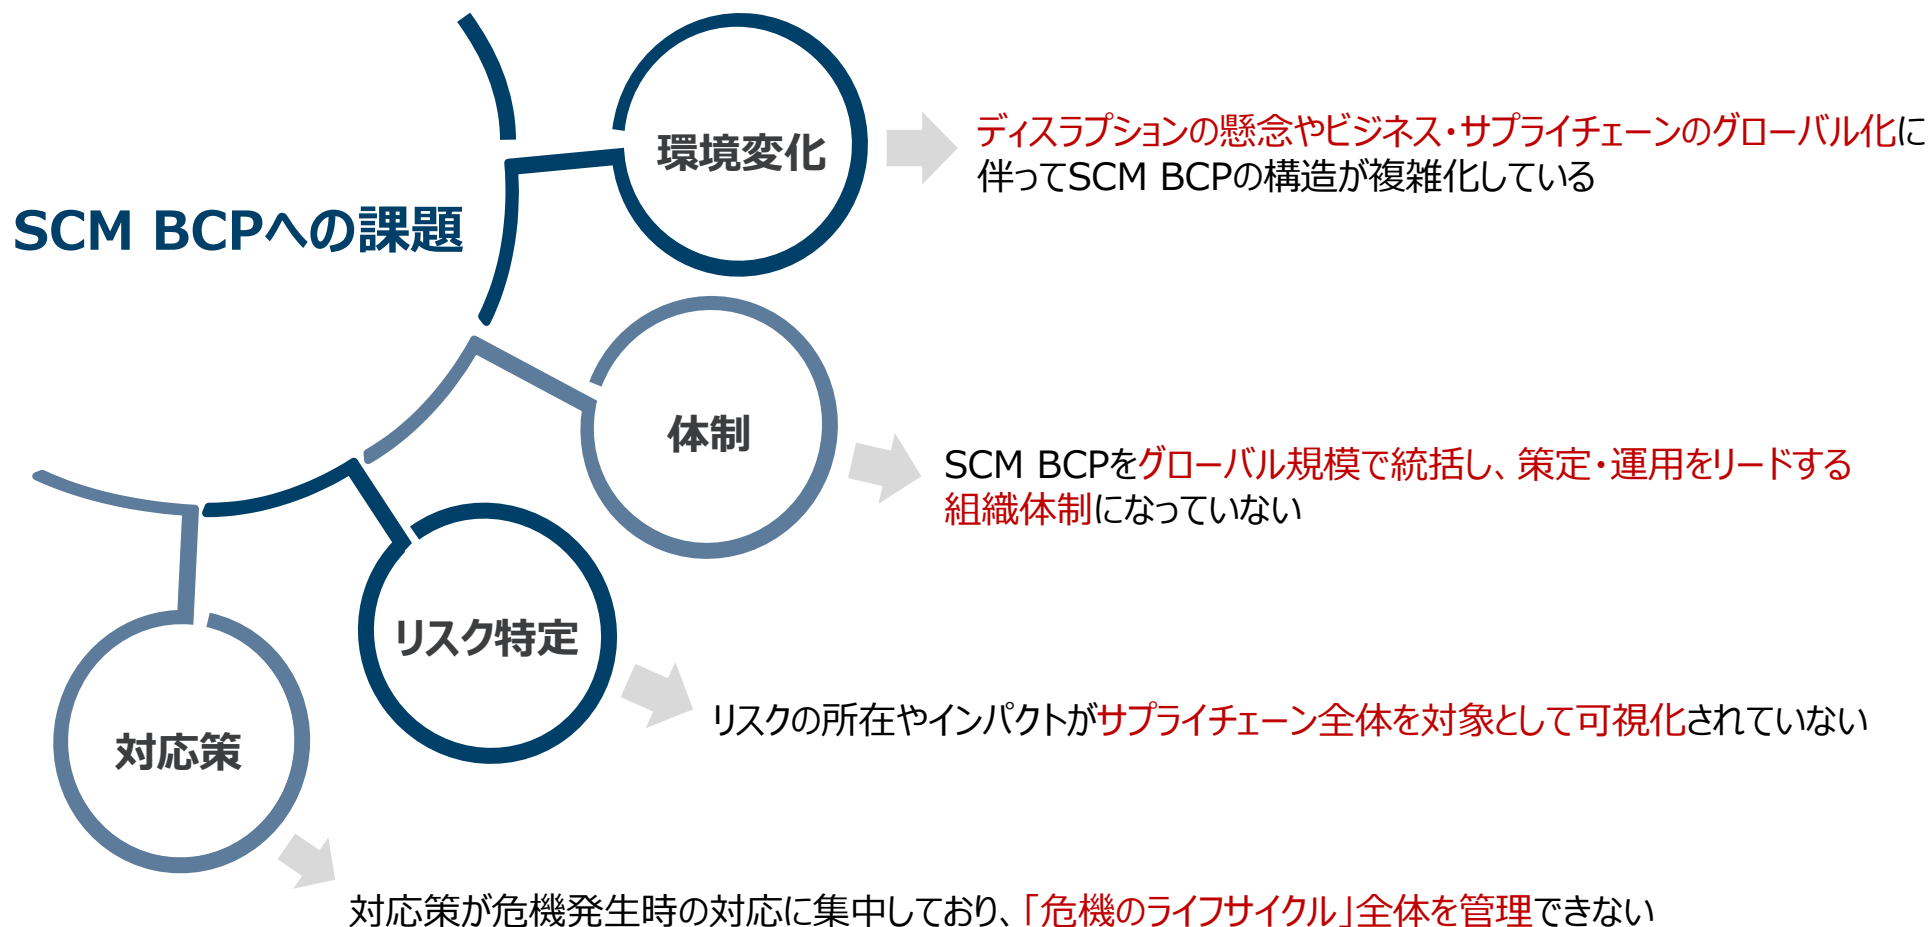 SCM BCPへの課題
環境変化
ディスラプションの懸念やビジネス・サプライチェーンのグローバル化に
伴ってSCM BCPの構造が複雑化している
体制
SCM BCPをグローバル規模で統括し、策定・運用をリードする
組織体制になっていない
リスク特定
リスクの所在やインパクトがサプライチェーン全体を対象として可視化されていない
対応策
対応策が危機発生時の対応に集中しており、「危機のライフサイクル」全体を管理できない